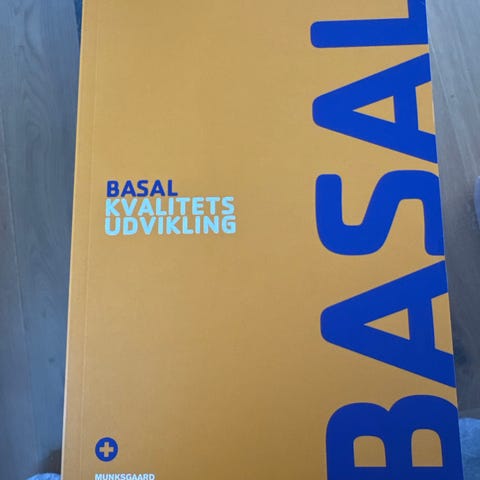 BASAL
KVALITETS
UDVIKLING
BASAL
MUNKSGAARD